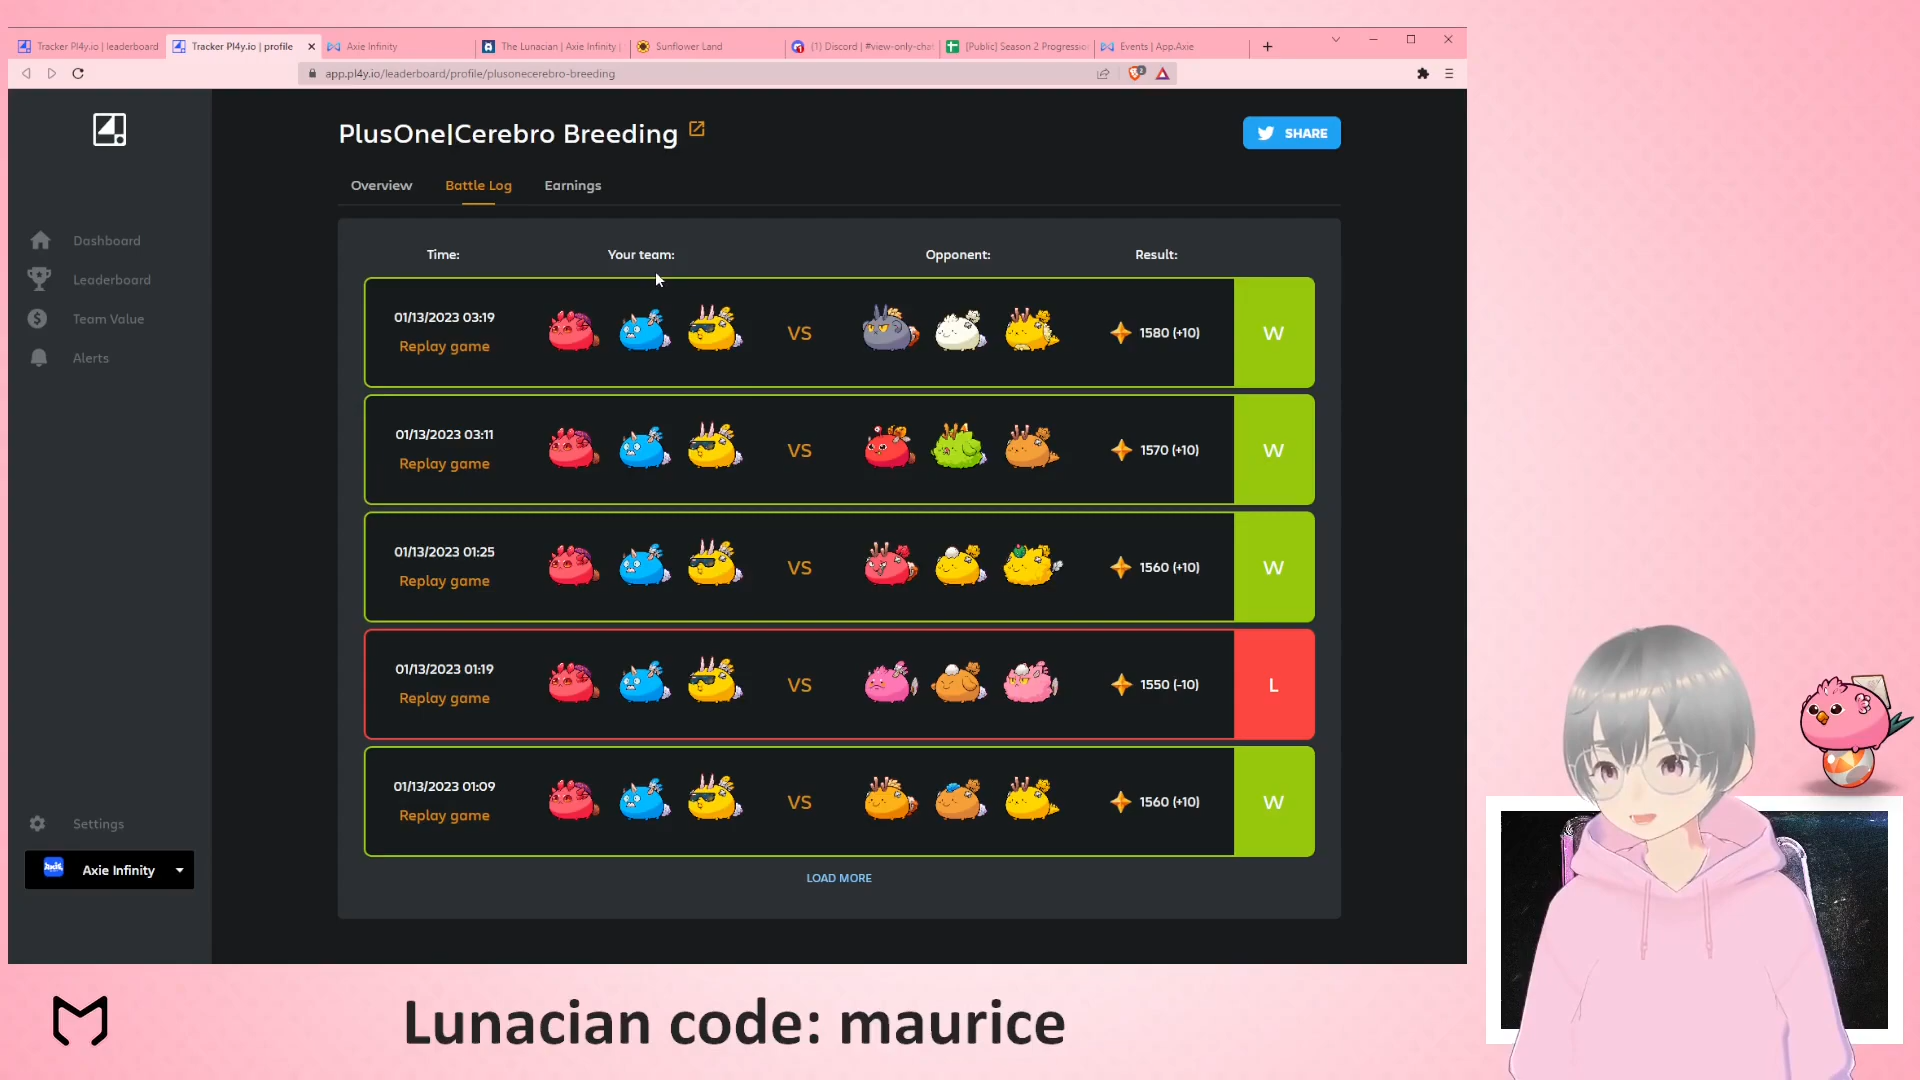 Tracker Pl4y.io | leaderboard
Tracker Pl4y.io | profile
Axie Infinity
The Lunacian | Axie Infinity |
Sunflower Land
(1) Discord | #view-only-cha
[Public] Season 2 Progressio
Events | App.Axie
app.pl4y.io/leaderboard/profile/plusonecerebro-breeding
PlusOne|Cerebro Breeding
SHARE
Overview
Battle Log
Earnings
Dashboard
Leaderboard
Team Value
Alerts
Settings
Axie Infinity
Time:
Your team:
Opponent:
Result:
01/13/2023 03:19
Replay game
VS
1580 (+10)
W
01/13/2023 03:11
Replay game
VS
1570 (+10)
W
01/13/2023 01:25
Replay game
VS
1560 (+10)
W
01/13/2023 01:19
Replay game
VS
1550 (-10)
L
01/13/2023 01:09
Replay game
VS
1560 (+10)
W
LOAD MORE
Lunacian code: maurice